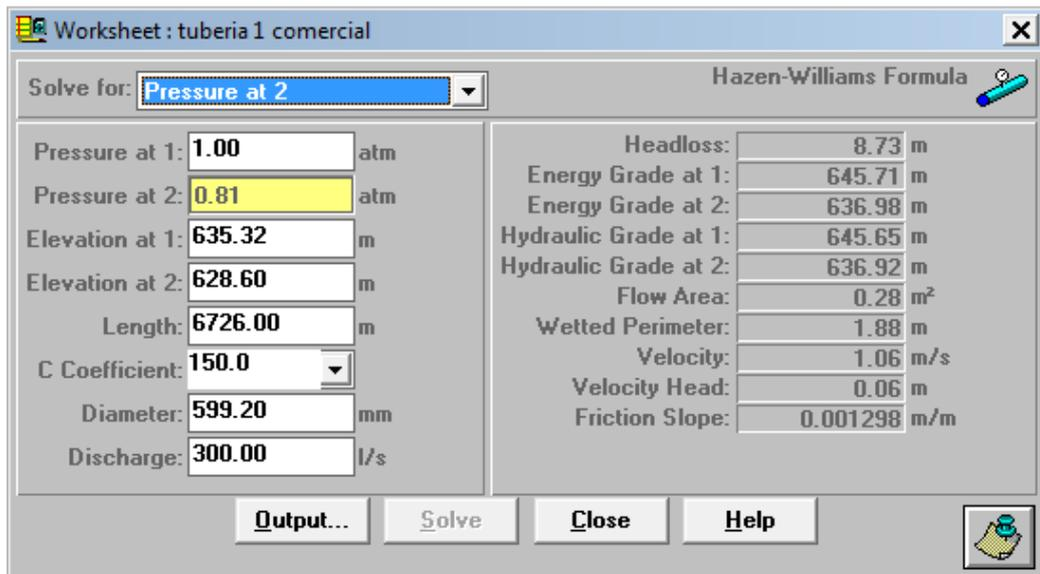 Worksheet : tuberia 1 comercial
Solve for: Pressure at 2
Hazen-Williams Formula
Pressure at 1: 1.00 atm
Pressure at 2: 0.81 atm
Elevation at 1: 635.32 m
Elevation at 2: 628.60 m
Length: 6726.00 m
C Coefficient: 150.0
Diameter: 599.20 mm
Discharge: 300.00 l/s
Headloss: 8.73 m
Energy Grade at 1: 645.71 m
Energy Grade at 2: 636.98 m
Hydraulic Grade at 1: 645.65 m
Hydraulic Grade at 2: 636.92 m
Flow Area: 0.28 m²
Wetted Perimeter: 1.88 m
Velocity: 1.06 m/s
Velocity Head: 0.06 m
Friction Slope: 0.001298 m/m
Output... Solve Close Help